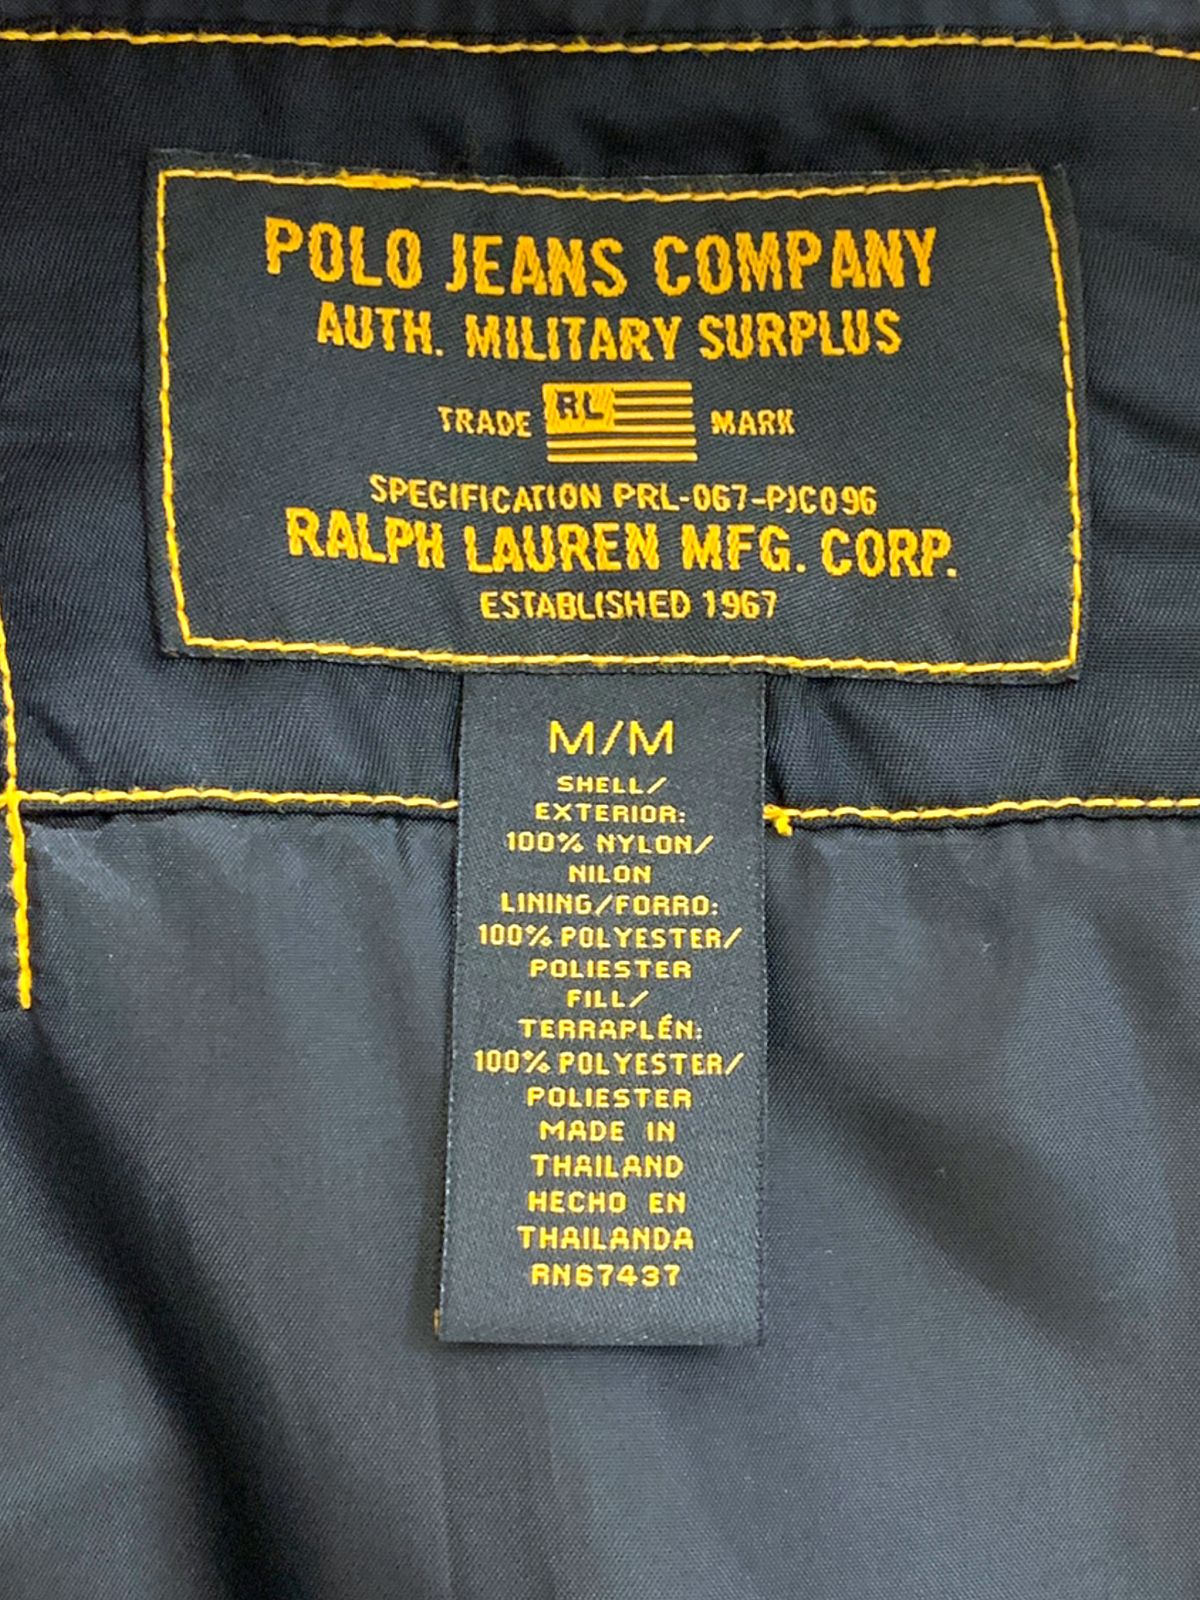 POLO JEANS COMPANY
AUTH. MILITARY SURPLUS
TRADE RL MARK
SPECIFICATION PRL-067-PJC096
RALPH LAUREN MFG. CORP.
ESTABLISHED 1967
M/M
SHELL/
EXTERIOR:
100% NYLON/
NILON
LINING/FORRO:
100% POLYESTER/
POLIESTER
FILL/
TERRAPLÉN:
100% POLYESTER/
POLIESTER
MADE IN
THAILAND
HECHO EN
THAILANDA
RN67437